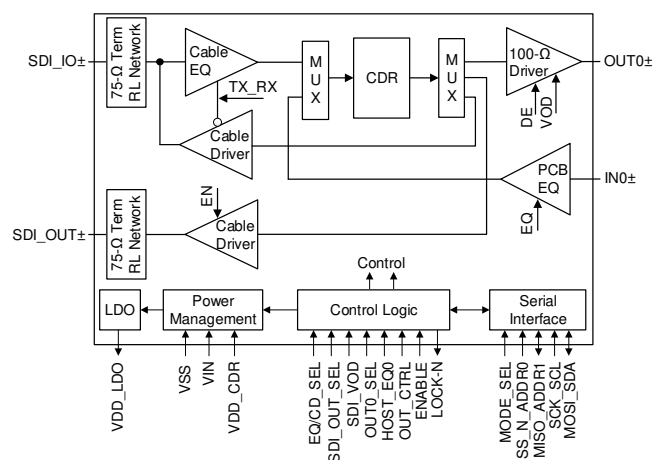 SDI_IO±
75-Ω Term
RL Network
Cable
EQ
TX_RX
Cable
Driver
MUX
CDR
MUX
100-Ω
Driver
OUT0±
DE
VOD
PCB
EQ
IN0±
EQ
SDI_OUT±
75-Ω Term
RL Network
EN
Cable
Driver
Control
LDO
Power
Management
Control Logic
Serial
Interface
VDD_LDO
VSS
VIN
VDD_CDR
EQ/CD_SEL
SDI_OUT_SEL
SDI_VOD
OUT0_SEL
HOST_EQ0
OUT_CTRL
ENABLE
LOCK-N
MODE_SEL
SS_N_ADDR0
MISO_ADDR1
SCK_SCL
MOSI_SDA